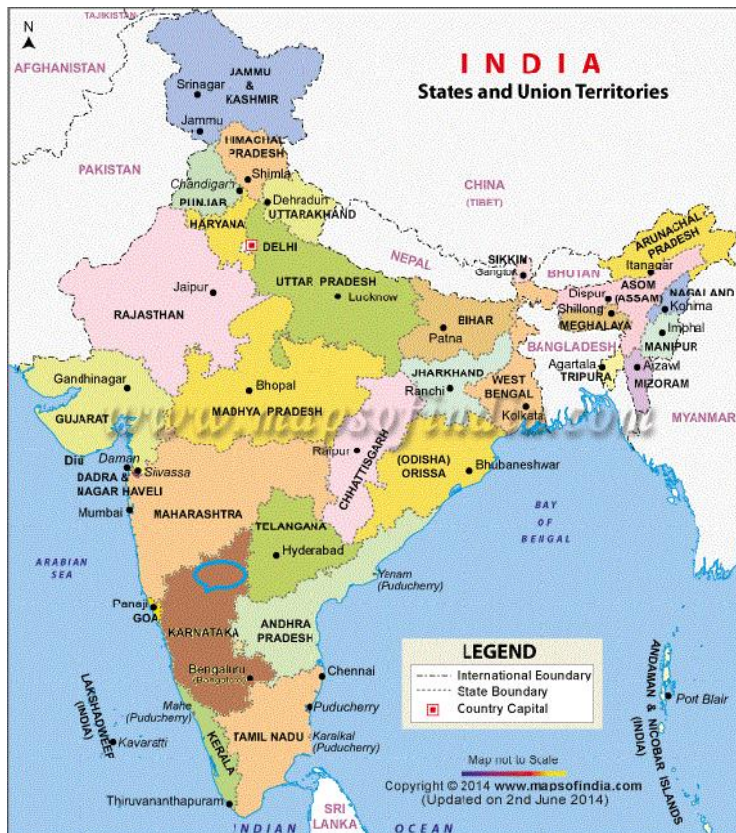 TAJIKISTAN
N
AFGHANISTAN
INDIA
States and Union Territories
JAMMU
&
KASHMIR
Srinagar
Jammu
HIMACHAL
PRADESH
Shimla
PAKISTAN
Chandigarh
PUNJAB
Dehradun
UTTARAKHAND
CHINA
(TIBET)
HARYANA
DELHI
ARUNACHAL
PRADESH
NEPAL
SIKKIM
Gangtok
BHUTAN
Itanagar
UTTAR PRADESH
Lucknow
Jaipur
RAJASTHAN
Dispur
ASOM
(ASSAM)
NAGALAND
Kohima
Shillong
MEGHALAYA
BIHAR
Patna
Imphal
MANIPUR
BANGLADESH
JHARKHAND
Ranchi
Agartala
TRIPURA
Aizawl
MIZORAM
Gandhinagar
GUJARAT
Bhopal
MADHYA PRADESH
WEST
BENGAL
Kolkata
MYANMAR
www.mapsofindia.com
Raipur
CHHATTISGARH
(ODISHA)
ORISSA
Bhubaneshwar
Diu
Daman
Silvassa
DADRA &
NAGAR HAVELI
Mumbai
MAHARASHTRA
TELANGANA
Hyderabad
BAY
OF
BENGAL
ARABIAN
SEA
Yenam
(Puducherry)
Panaji
GOA
KARNATAKA
ANDHRA
PRADESH
Bengaluru
(Bangalore)
Chennai
LEGEND
International Boundary
State Boundary
Country Capital
Mahe
(Puducherry)
Puducherry
LAKSHADWEEP
(INDIA)
Kavaratti
TAMIL NADU
Karaikal
(Puducherry)
KERALA
Thiruvananthapuram
ANDAMAN & NICOBAR ISLANDS
(INDIA)
Port Blair
Map not to Scale
Copyright © 2014 www.mapsofindia.com
(Updated on 2nd June 2014)
SRI
LANKA
INDIAN OCEAN